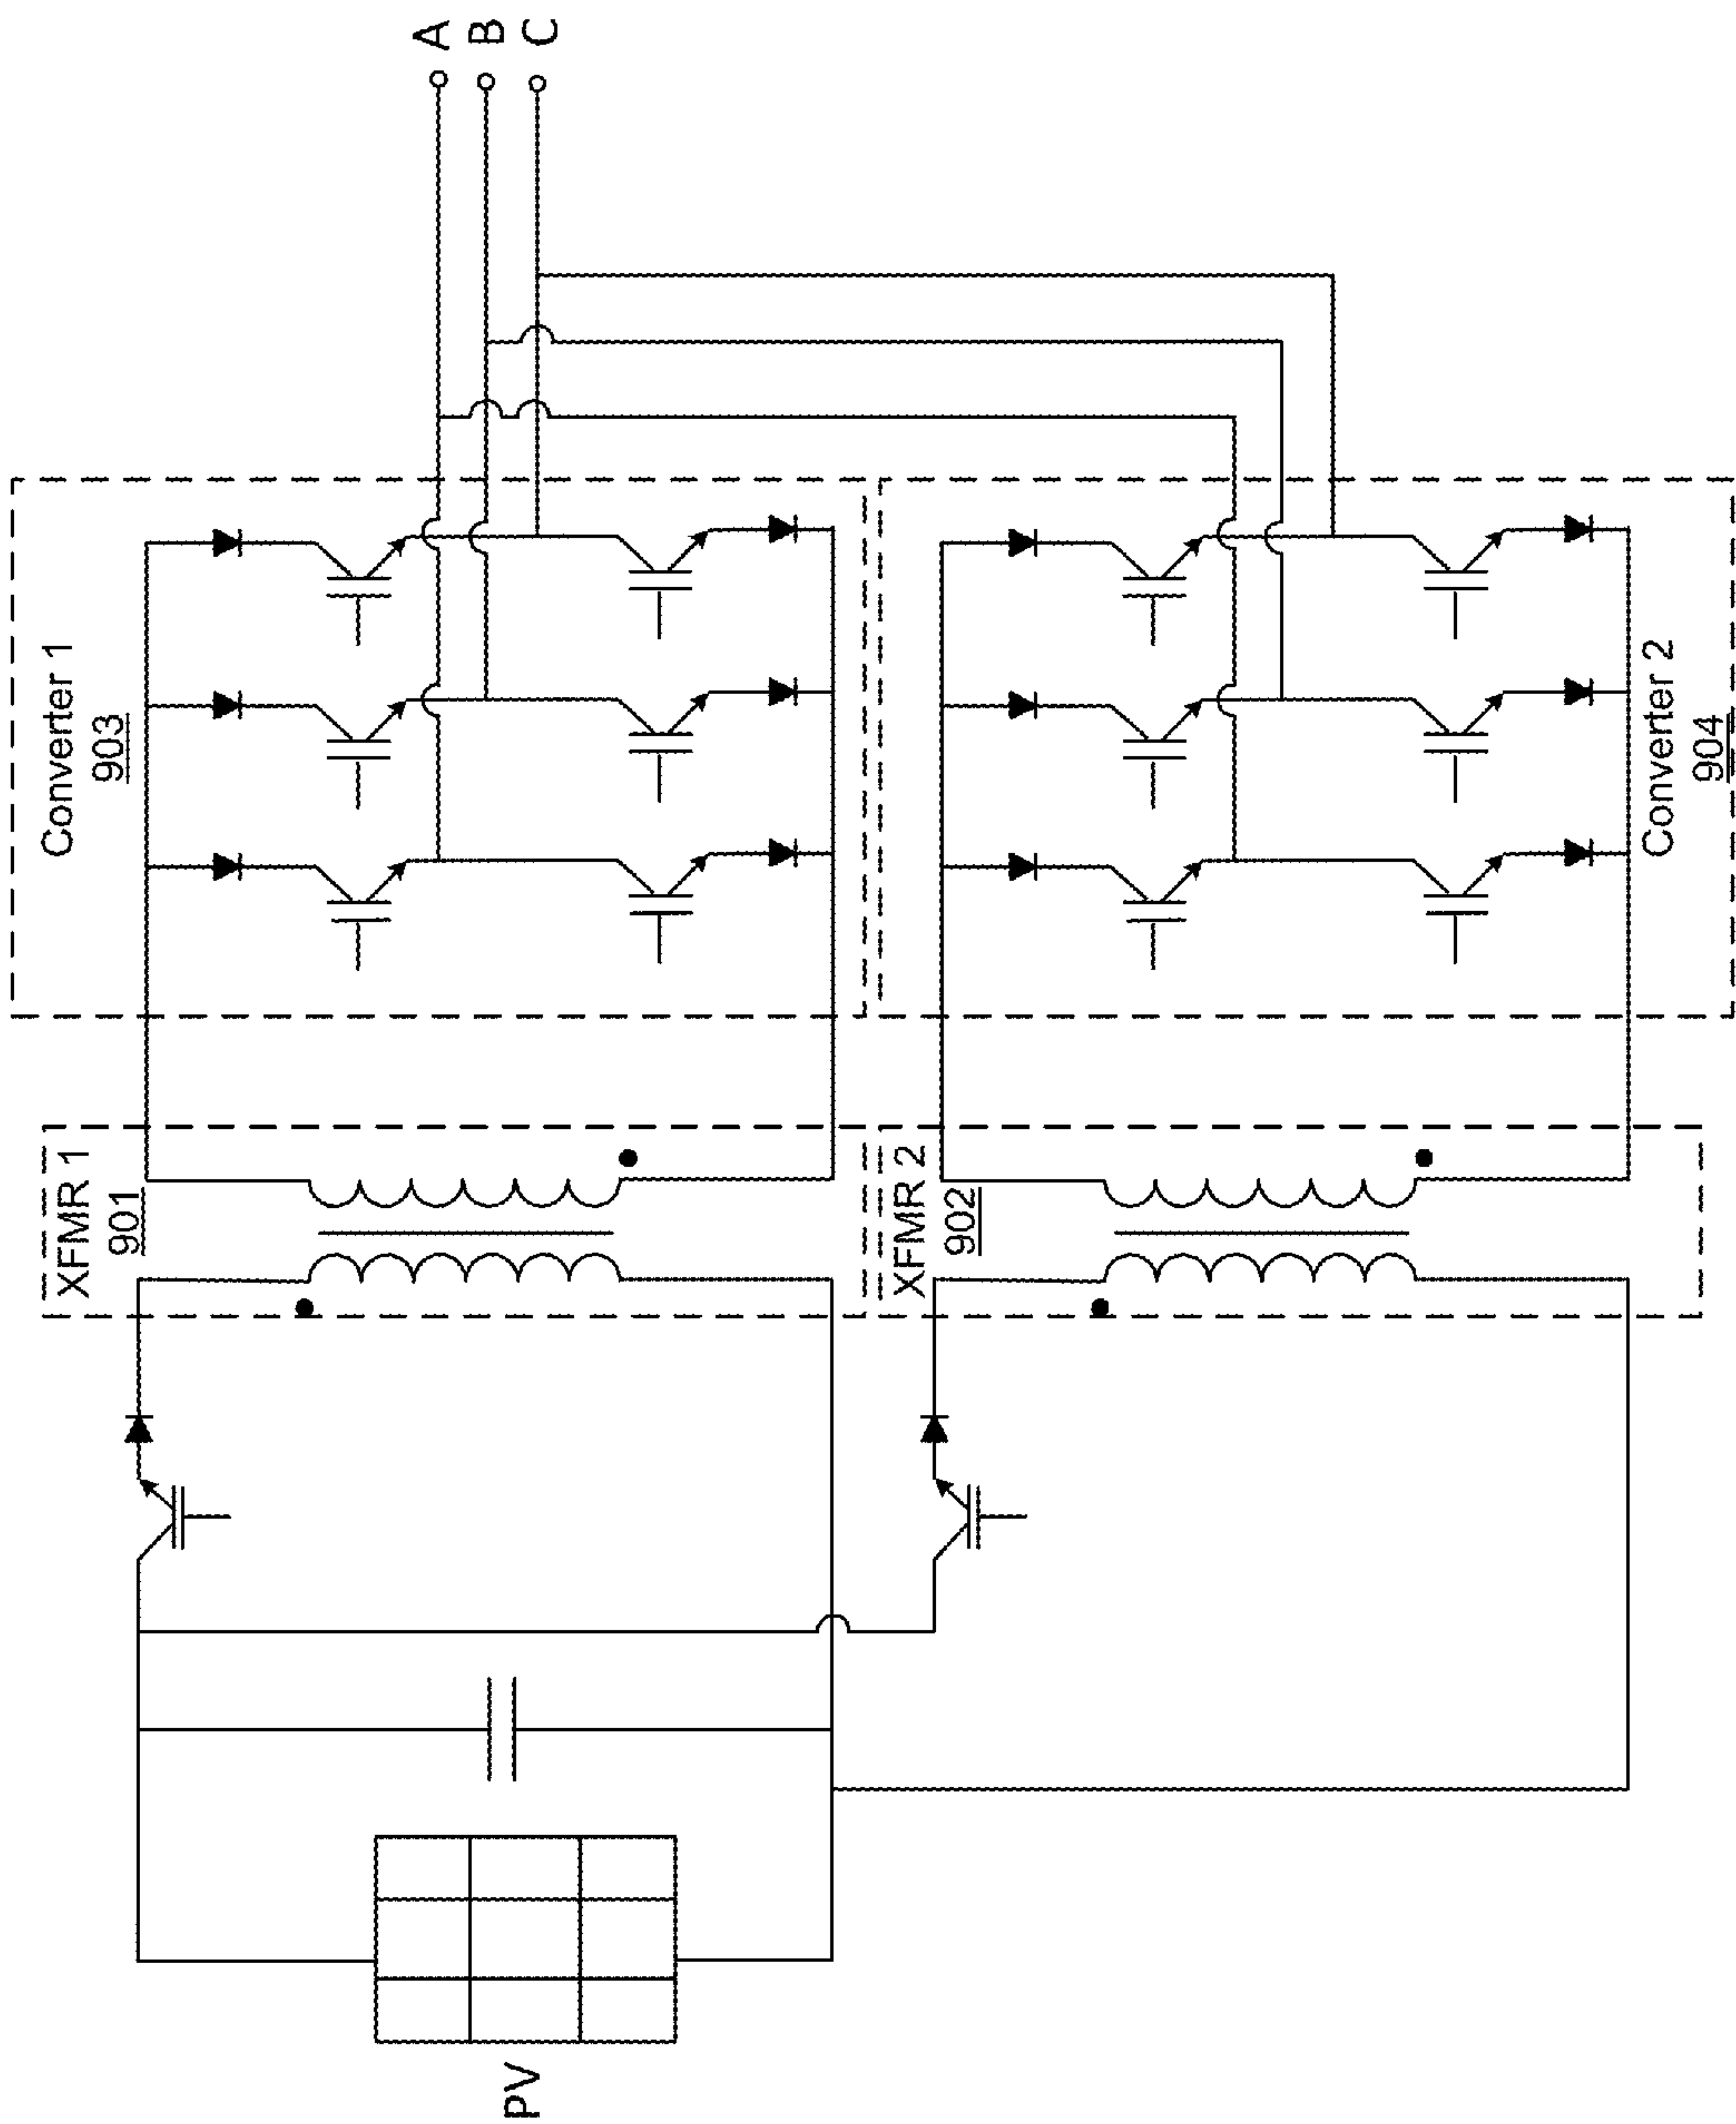 PV
XFMR 1
901
XFMR 2
902
Converter 1
903
Converter 2
904
A
B
C